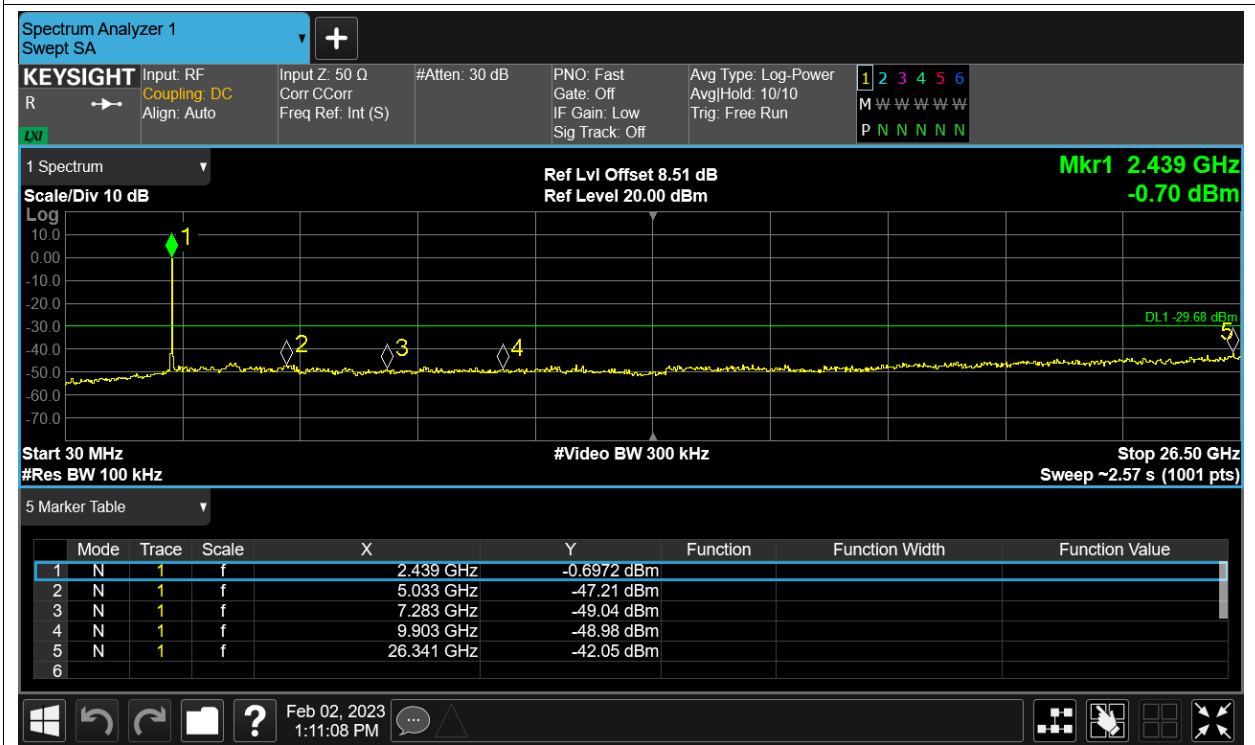 Spectrum Analyzer 1
Swept SA
KEYSIGHT
R
LXI
Input: RF
Coupling: DC
Align: Auto
Input Z: 50 Ω
Corr CCorr
Freq Ref: Int (S)
#Atten: 30 dB
PNO: Fast
Gate: Off
IF Gain: Low
Sig Track: Off
Avg Type: Log-Power
Avg|Hold: 10/10
Trig: Free Run
1 2 3 4 5 6
M W W W W W
P N N N N N
1 Spectrum
Scale/Div 10 dB
Ref Lvl Offset 8.51 dB
Ref Level 20.00 dBm
Mkr1 2.439 GHz
-0.70 dBm
Log
10.0
0.00
-10.0
-20.0
-30.0
-40.0
-50.0
-60.0
-70.0
1
2
3
4
5
DL1 -29.68 dBm
Start 30 MHz
#Res BW 100 kHz
#Video BW 300 kHz
Stop 26.50 GHz
Sweep ~2.57 s (1001 pts)
5 Marker Table
Mode Trace Scale X Y Function Function Width Function Value
1 N 1 f 2.439 GHz -0.6972 dBm
2 N 1 f 5.033 GHz -47.21 dBm
3 N 1 f 7.283 GHz -49.04 dBm
4 N 1 f 9.903 GHz -48.98 dBm
5 N 1 f 26.341 GHz -42.05 dBm
6
?
Feb 02, 2023
1:11:08 PM